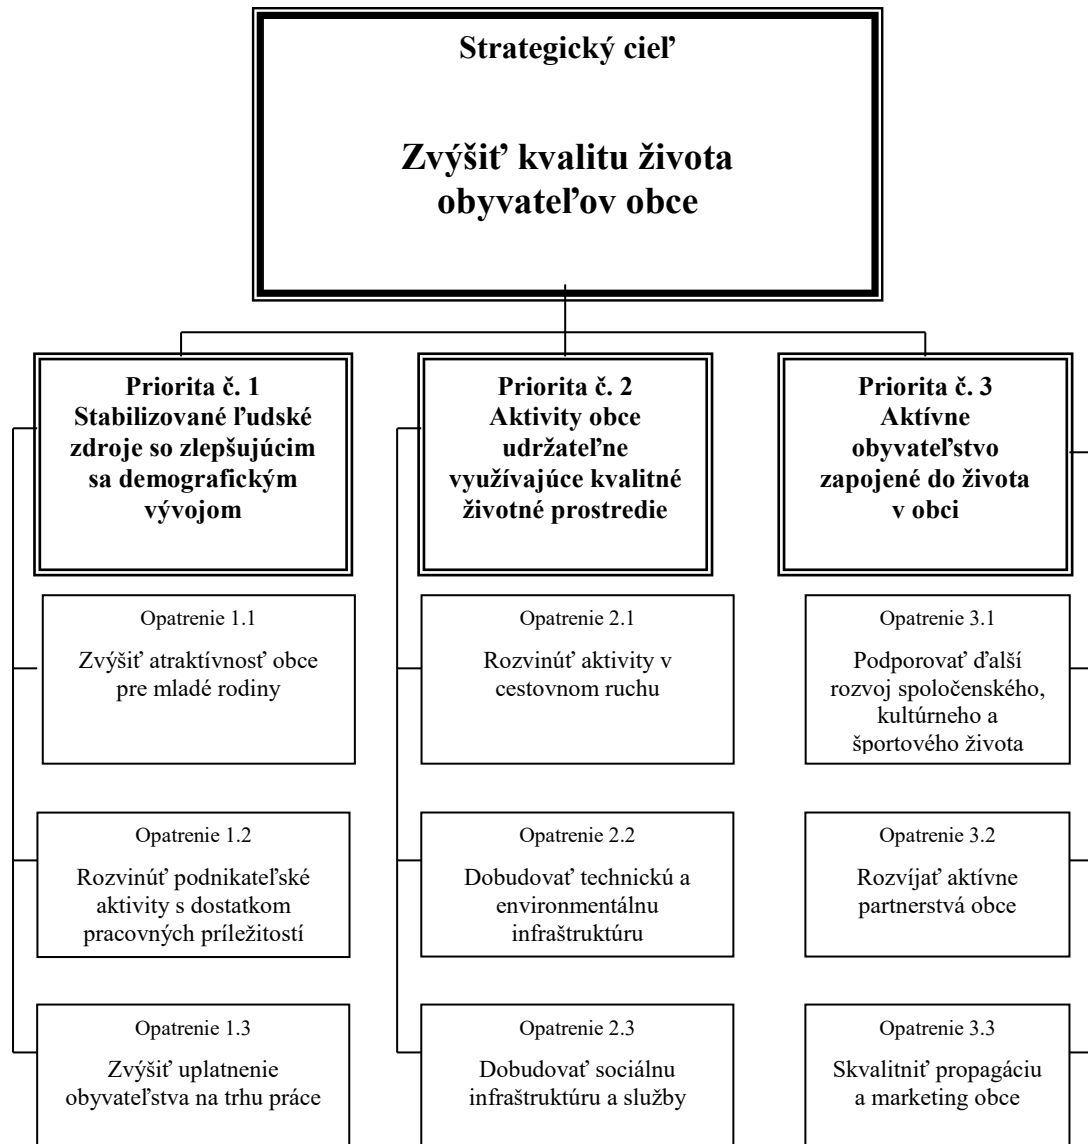 Strategický cieľ
Zvýšiť kvalitu života
obyvateľov obce
Priorita č. 1
Stabilizované ľudské
zdroje so zlepšujúcim
sa demografickým
vývojom
Priorita č. 2
Aktivity obce
udržateľne
využívajúce kvalitné
životné prostredie
Priorita č. 3
Aktívne
obyvateľstvo
zapojené do života
v obci
Opatrenie 1.1
Zvýšiť atraktívnosť obce
pre mladé rodiny
Opatrenie 2.1
Rozvinúť aktivity v
cestovnom ruchu
Opatrenie 3.1
Podporovať ďalší
rozvoj spoločenského,
kultúrneho a
športového života
Opatrenie 1.2
Rozvinúť podnikateľské
aktivity s dostatkom
pracovných príležitostí
Opatrenie 2.2
Dobudovať technickú a
environmentálnu
infraštruktúru
Opatrenie 3.2
Rozvíjať aktívne
partnerstvá obce
Opatrenie 1.3
Zvýšiť uplatnenie
obyvateľstva na trhu práce
Opatrenie 2.3
Dobudovať sociálnu
infraštruktúru a služby
Opatrenie 3.3
Skvalitniť propagáciu
a marketing obce